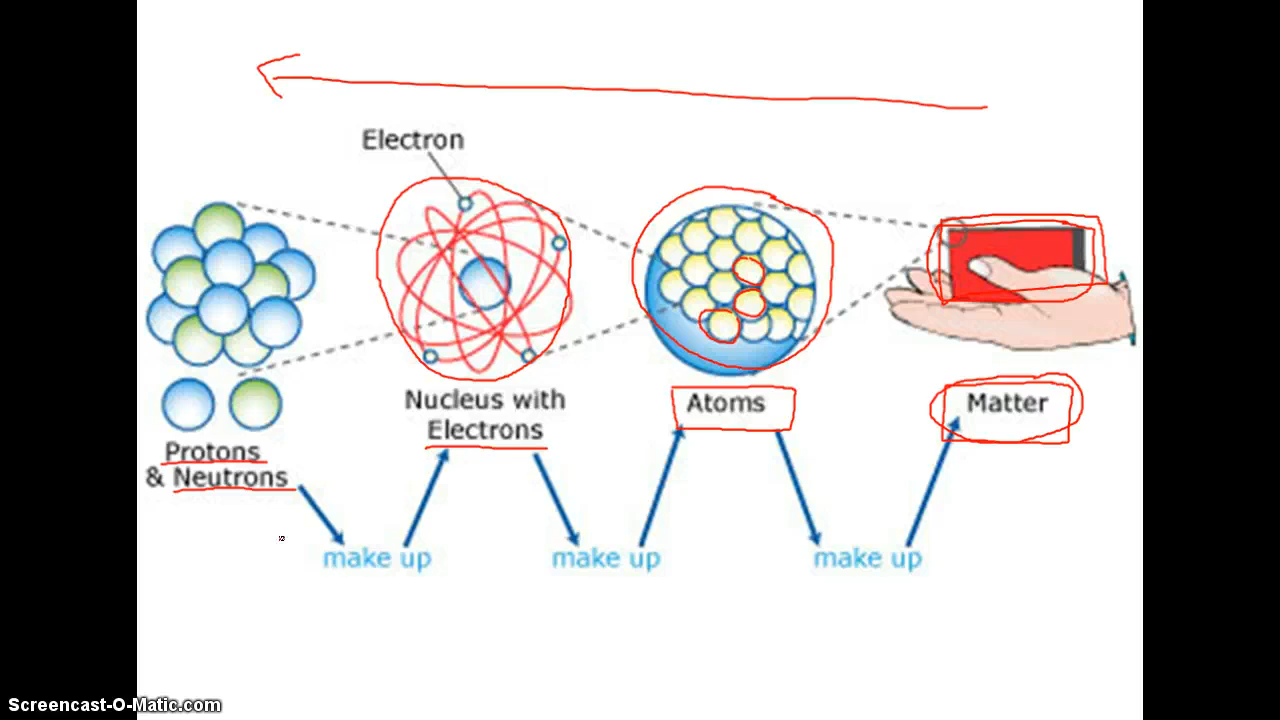 Electron
Nucleus with
Electrons
Atoms
Matter
Protons
& Neutrons
make up
make up
make up
Screencast-O-Matic.com